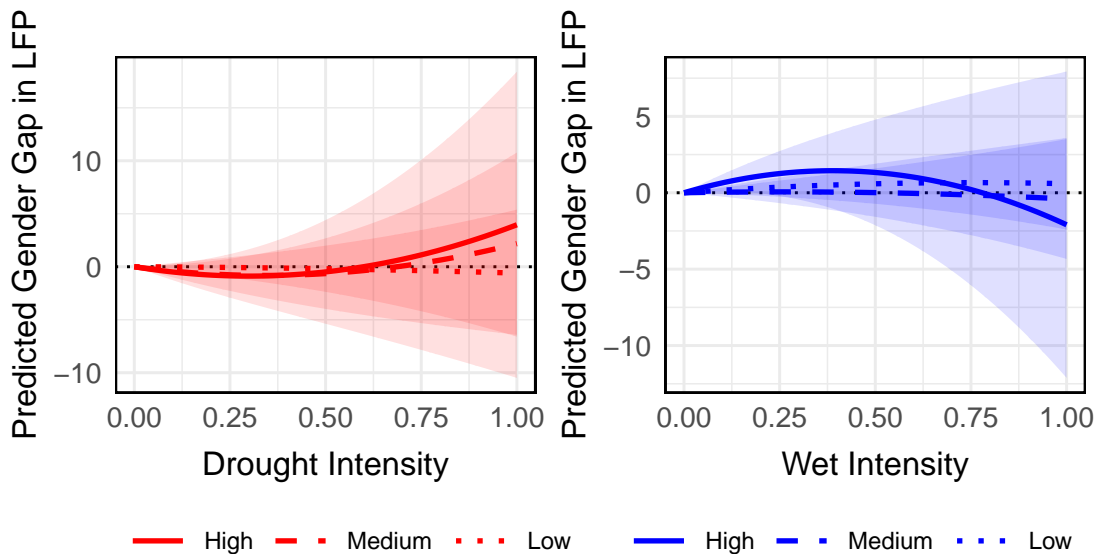 Predicted Gender Gap in LFP
10
0
−10
0.00 0.25 0.50 0.75 1.00
Drought Intensity
High Medium Low
Predicted Gender Gap in LFP
5
0
−5
−10
0.00 0.25 0.50 0.75 1.00
Wet Intensity
High Medium Low